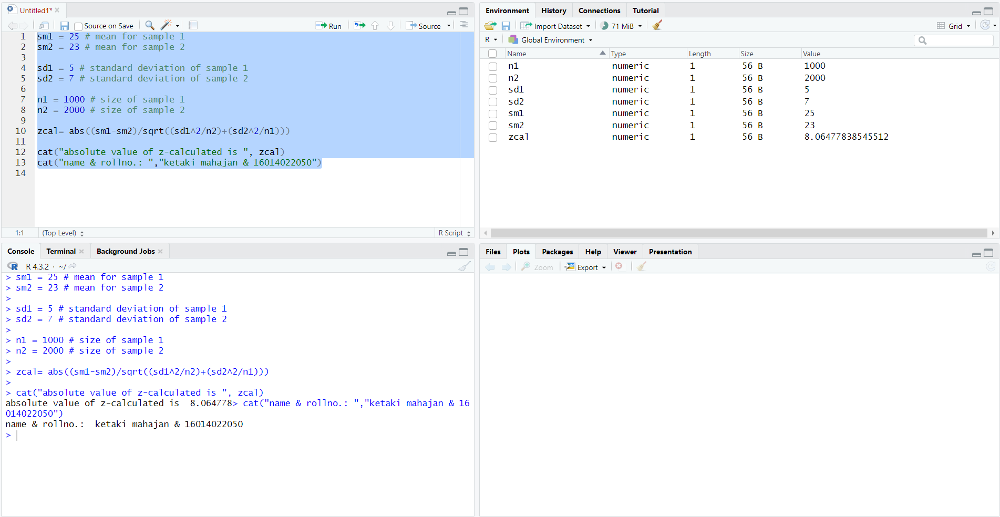 Untitled1*
Source on Save
Run
Source
1 sm1 = 25 # mean for sample 1
2 sm2 = 23 # mean for sample 2
3
4 sd1 = 5 # standard deviation of sample 1
5 sd2 = 7 # standard deviation of sample 2
6
7 n1 = 1000 # size of sample 1
8 n2 = 2000 # size of sample 2
9
10 zcal= abs((sm1-sm2)/sqrt((sd1^2/n2)+(sd2^2/n1)))
11
12 cat("absolute value of z-calculated is ", zcal)
13 cat("name & rollno.: ","ketaki mahajan & 16014022050")
14
1:1 (Top Level) R Script
Console Terminal Background Jobs
R 4.3.2 · ~/
> sm1 = 25 # mean for sample 1
> sm2 = 23 # mean for sample 2
>
> sd1 = 5 # standard deviation of sample 1
> sd2 = 7 # standard deviation of sample 2
>
> n1 = 1000 # size of sample 1
> n2 = 2000 # size of sample 2
>
> zcal= abs((sm1-sm2)/sqrt((sd1^2/n2)+(sd2^2/n1)))
>
> cat("absolute value of z-calculated is ", zcal)
absolute value of z-calculated is  8.064778> cat("name & rollno.: ","ketaki mahajan & 16
014022050")
name & rollno.:  ketaki mahajan & 16014022050
>
Environment History Connections Tutorial
Import Dataset 71 MiB Grid
R Global Environment
Name Type Length Size Value
n1 numeric 1 56 B 1000
n2 numeric 1 56 B 2000
sd1 numeric 1 56 B 5
sd2 numeric 1 56 B 7
sm1 numeric 1 56 B 25
sm2 numeric 1 56 B 23
zcal numeric 1 56 B 8.06477838545512
Files Plots Packages Help Viewer Presentation
Zoom Export